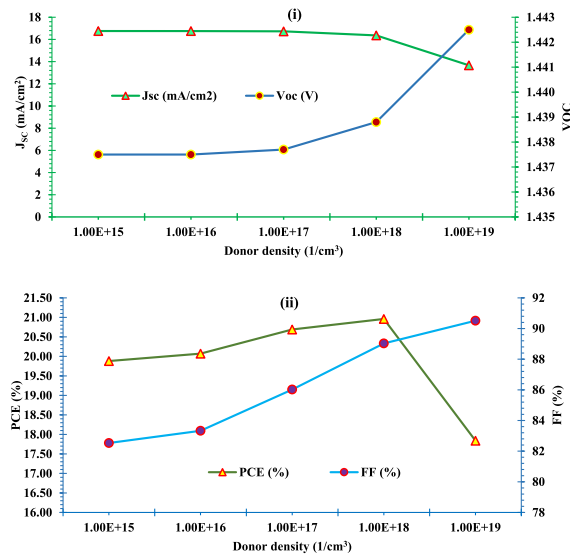 (i)
18
16
14
12
10
8
6
4
2
0
J_SC (mA/cm²)
Jsc (mA/cm2)
Voc (V)
1.443
1.442
1.441
1.440
1.439
1.438
1.437
1.436
1.435
VOC
1.00E+15 1.00E+16 1.00E+17 1.00E+18 1.00E+19
Donor density (1/cm³)
(ii)
21.50
21.00
20.50
20.00
19.50
19.00
18.50
18.00
17.50
17.00
16.50
16.00
PCE (%)
PCE (%)
FF (%)
92
90
88
86
84
82
80
78
FF (%)
1.00E+15 1.00E+16 1.00E+17 1.00E+18 1.00E+19
Donor density (1/cm³)